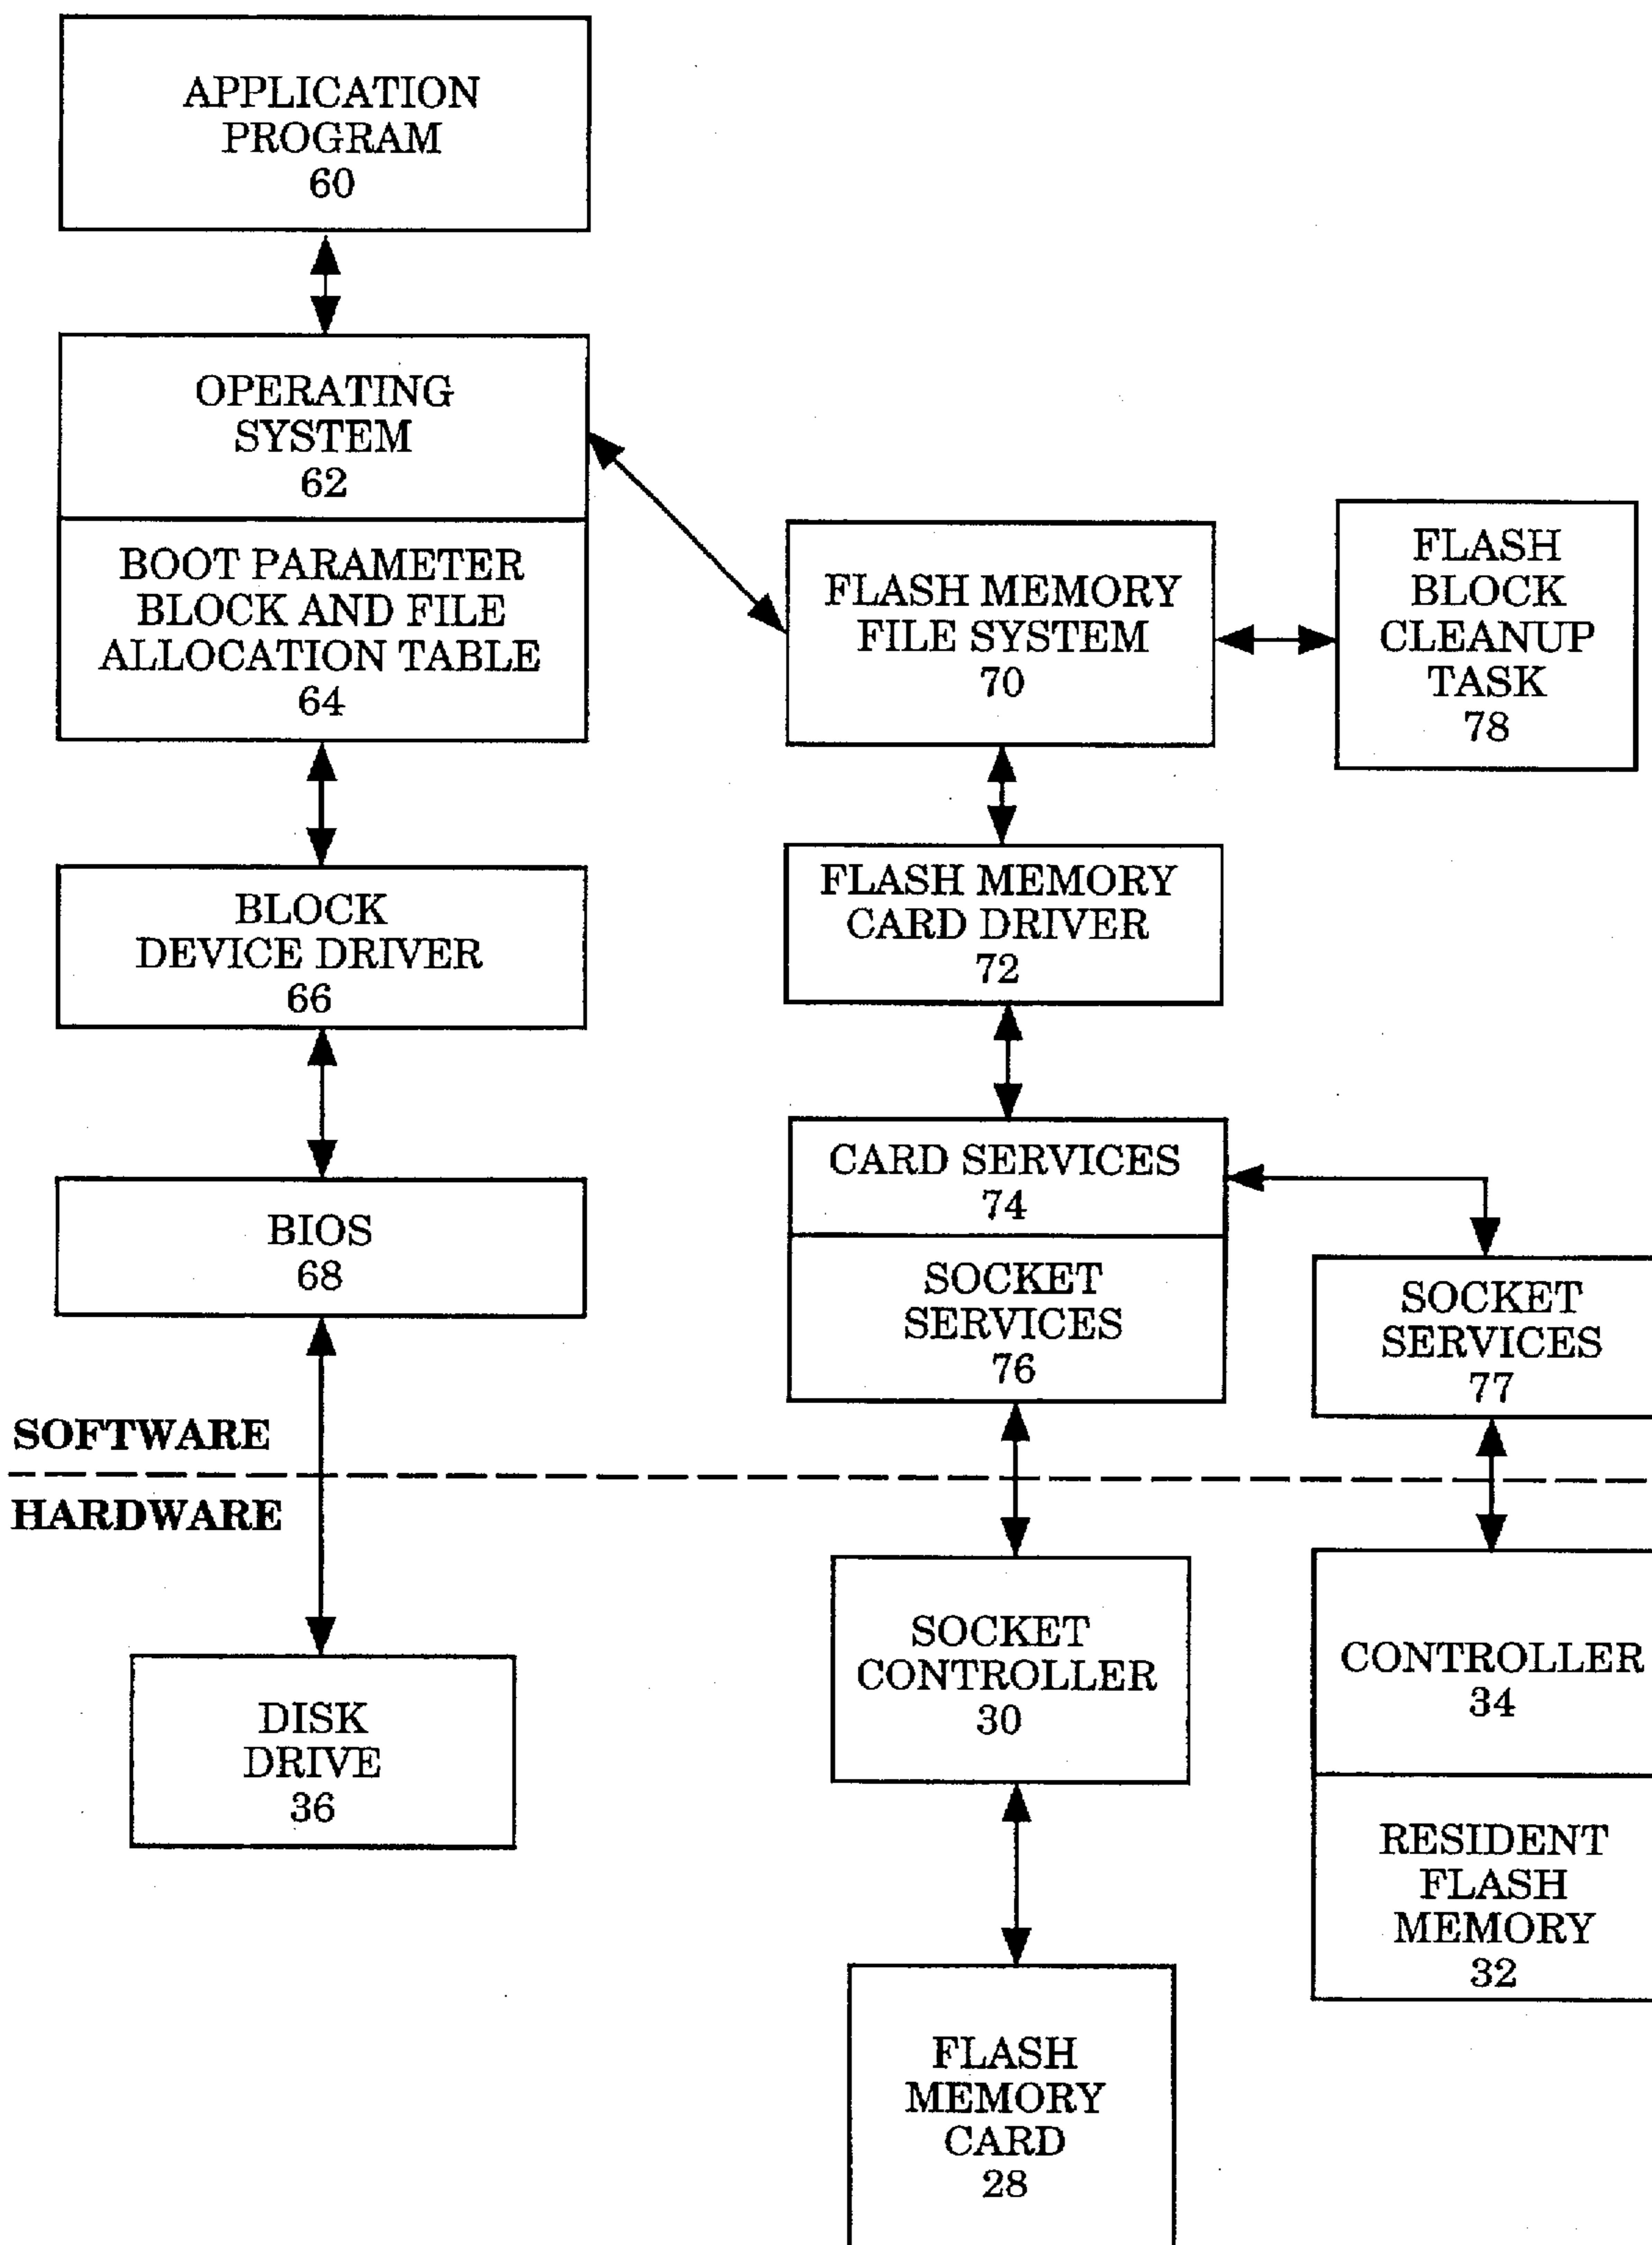 APPLICATION
PROGRAM
60
OPERATING
SYSTEM
62
BOOT PARAMETER
BLOCK AND FILE
ALLOCATION TABLE
64
BLOCK
DEVICE DRIVER
66
BIOS
68
FLASH MEMORY
FILE SYSTEM
70
FLASH
BLOCK
CLEANUP
TASK
78
FLASH MEMORY
CARD DRIVER
72
CARD SERVICES
74
SOCKET
SERVICES
76
SOCKET
SERVICES
77
SOFTWARE
HARDWARE
DISK
DRIVE
36
SOCKET
CONTROLLER
30
CONTROLLER
34
RESIDENT
FLASH
MEMORY
32
FLASH
MEMORY
CARD
28